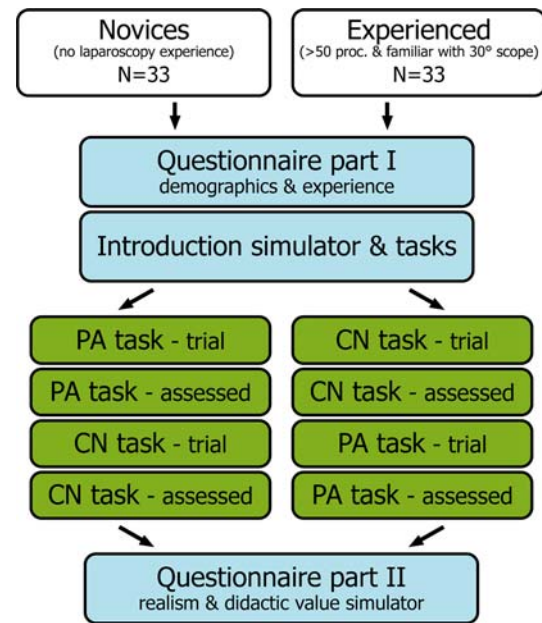 Novices
(no laparoscopy experience)
N=33
Experienced
(>50 proc. & familiar with 30° scope)
N=33
Questionnaire part I
demographics & experience
Introduction simulator & tasks
PA task - trial
PA task - assessed
CN task - trial
CN task - assessed
CN task - trial
CN task - assessed
PA task - trial
PA task - assessed
Questionnaire part II
realism & didactic value simulator